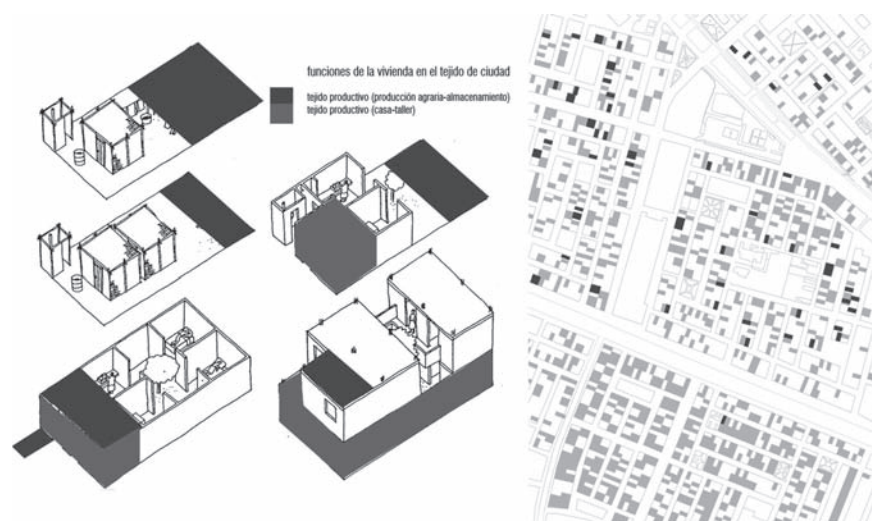 funciones de la vivienda en el tejido de ciudad
tejido productivo (producción agraria-almacenamiento)
tejido productivo (casa-taller)